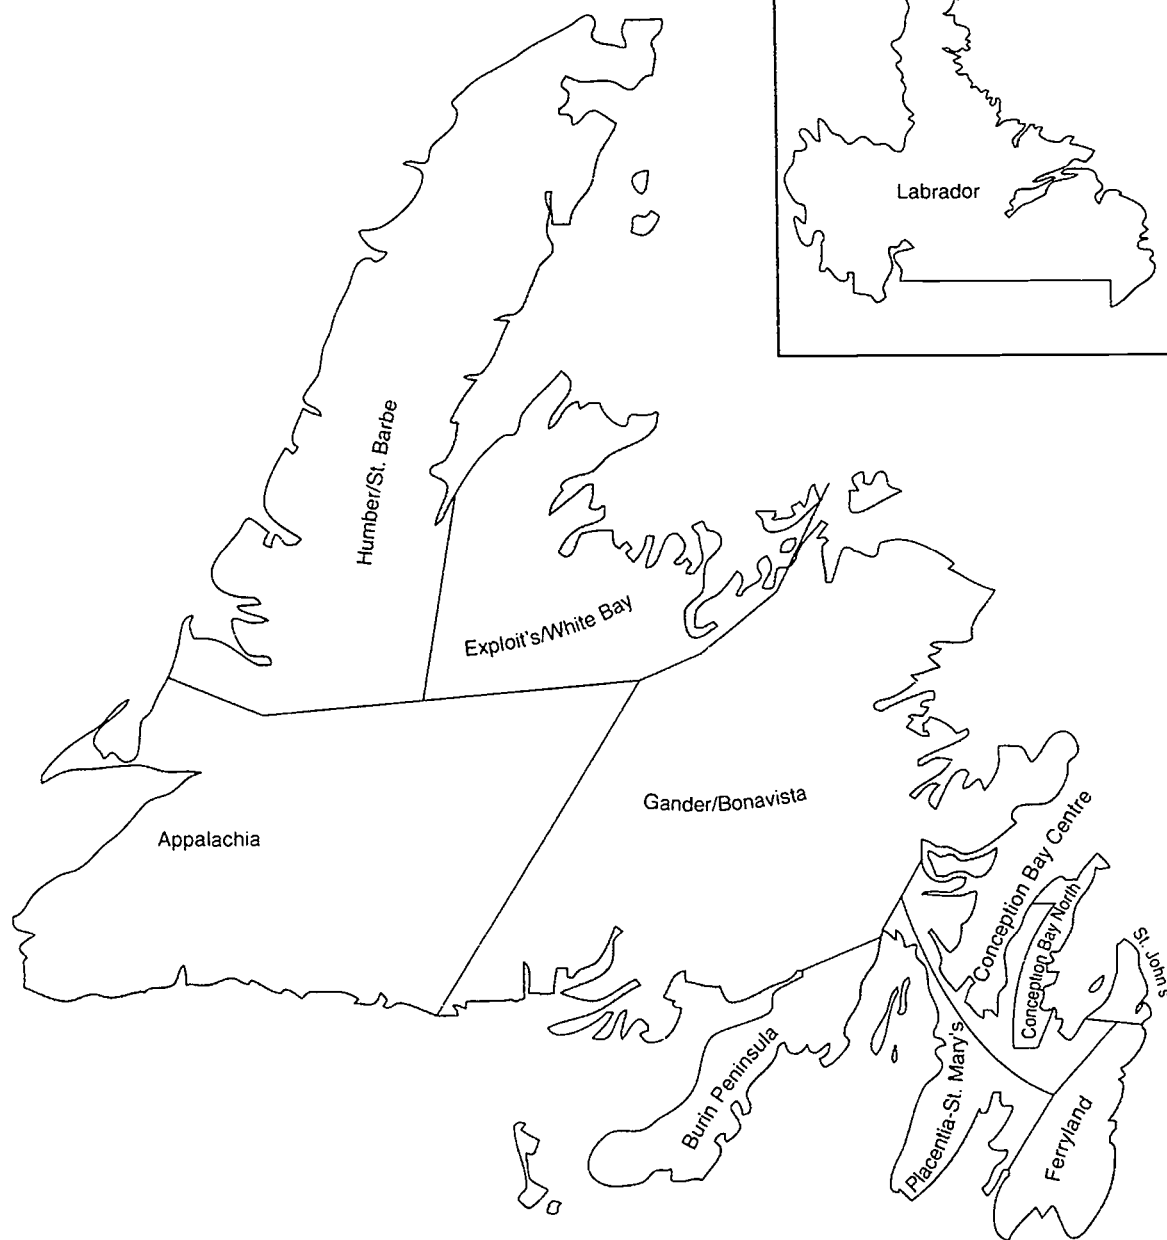 Labrador
Humber/St. Barbe
Exploit's/White Bay
Gander/Bonavista
Appalachia
Conception Bay Centre
Conception Bay North
St. John's
Burin Peninsula
Placentia-St. Mary's
Ferryland